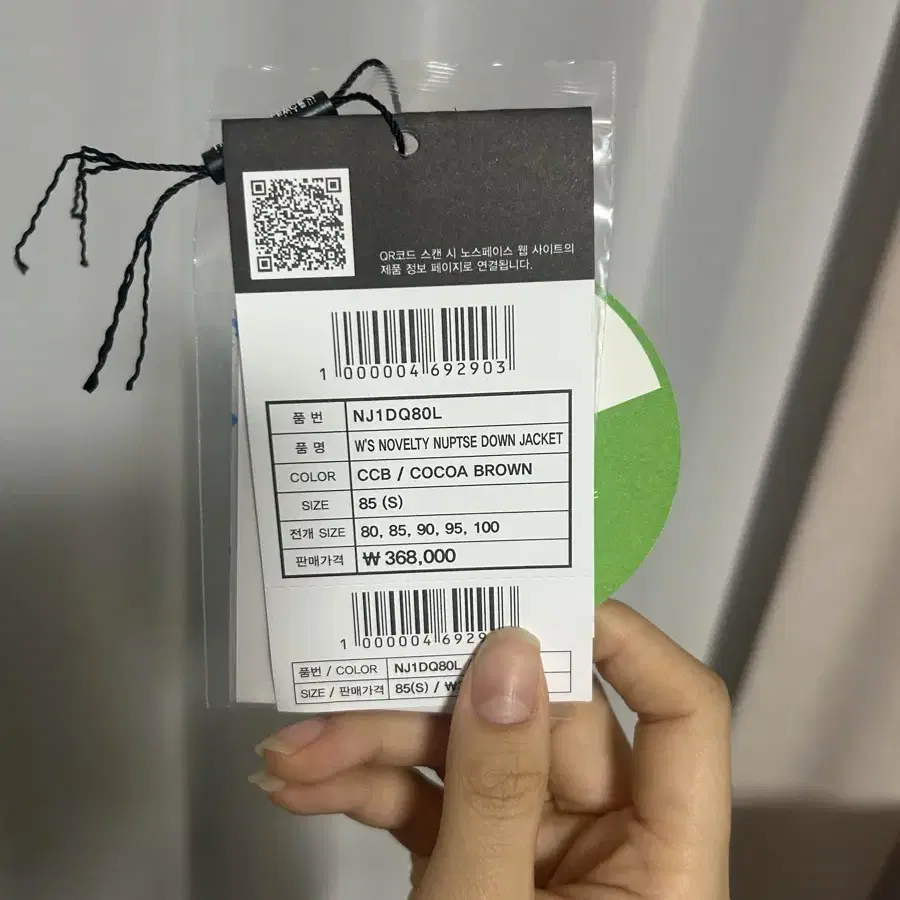 QR코드 스캔 시 노스페이스 웹 사이트의
제품 정보 페이지로 연결됩니다.
1 000004 692903
품 번 NJ1DQ80L
품 명 W'S NOVELTY NUPTSE DOWN JACKET
COLOR CCB / COCOA BROWN
SIZE 85 (S)
전개 SIZE 80, 85, 90, 95, 100
판매가격 ₩ 368,000
1 000004 6929
품번 / COLOR NJ1DQ80L
SIZE / 판매가격 85(S) / ₩